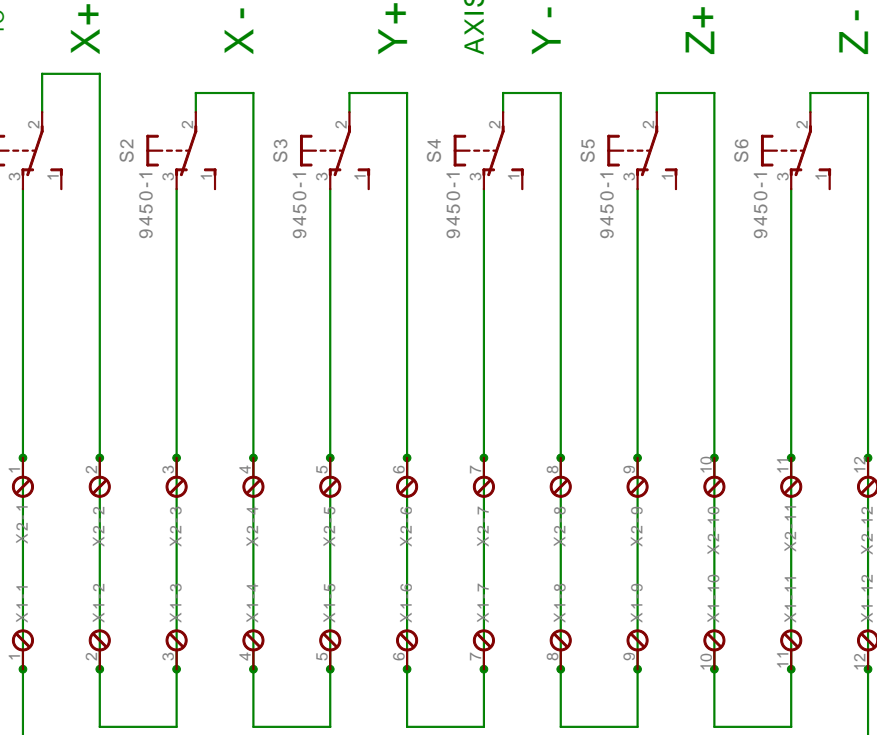 X+
X -
Y+
AXIS
Y -
Z+
Z -
2
3
1
S2
9450-1
2
3
1
S3
9450-1
2
3
1
S4
9450-1
2
3
1
S5
9450-1
2
3
1
S6
9450-1
2
3
1
1
2
3
4
5
6
7
8
9
10
11
12
X2-1
X2-2
X2-3
X2-4
X2-5
X2-6
X2-7
X2-8
X2-9
X2-10
X2-11
X2-12
X1-1
X1-2
X1-3
X1-4
X1-5
X1-6
X1-7
X1-8
X1-9
X1-10
X1-11
X1-12
1
2
3
4
5
6
7
8
9
10
11
12